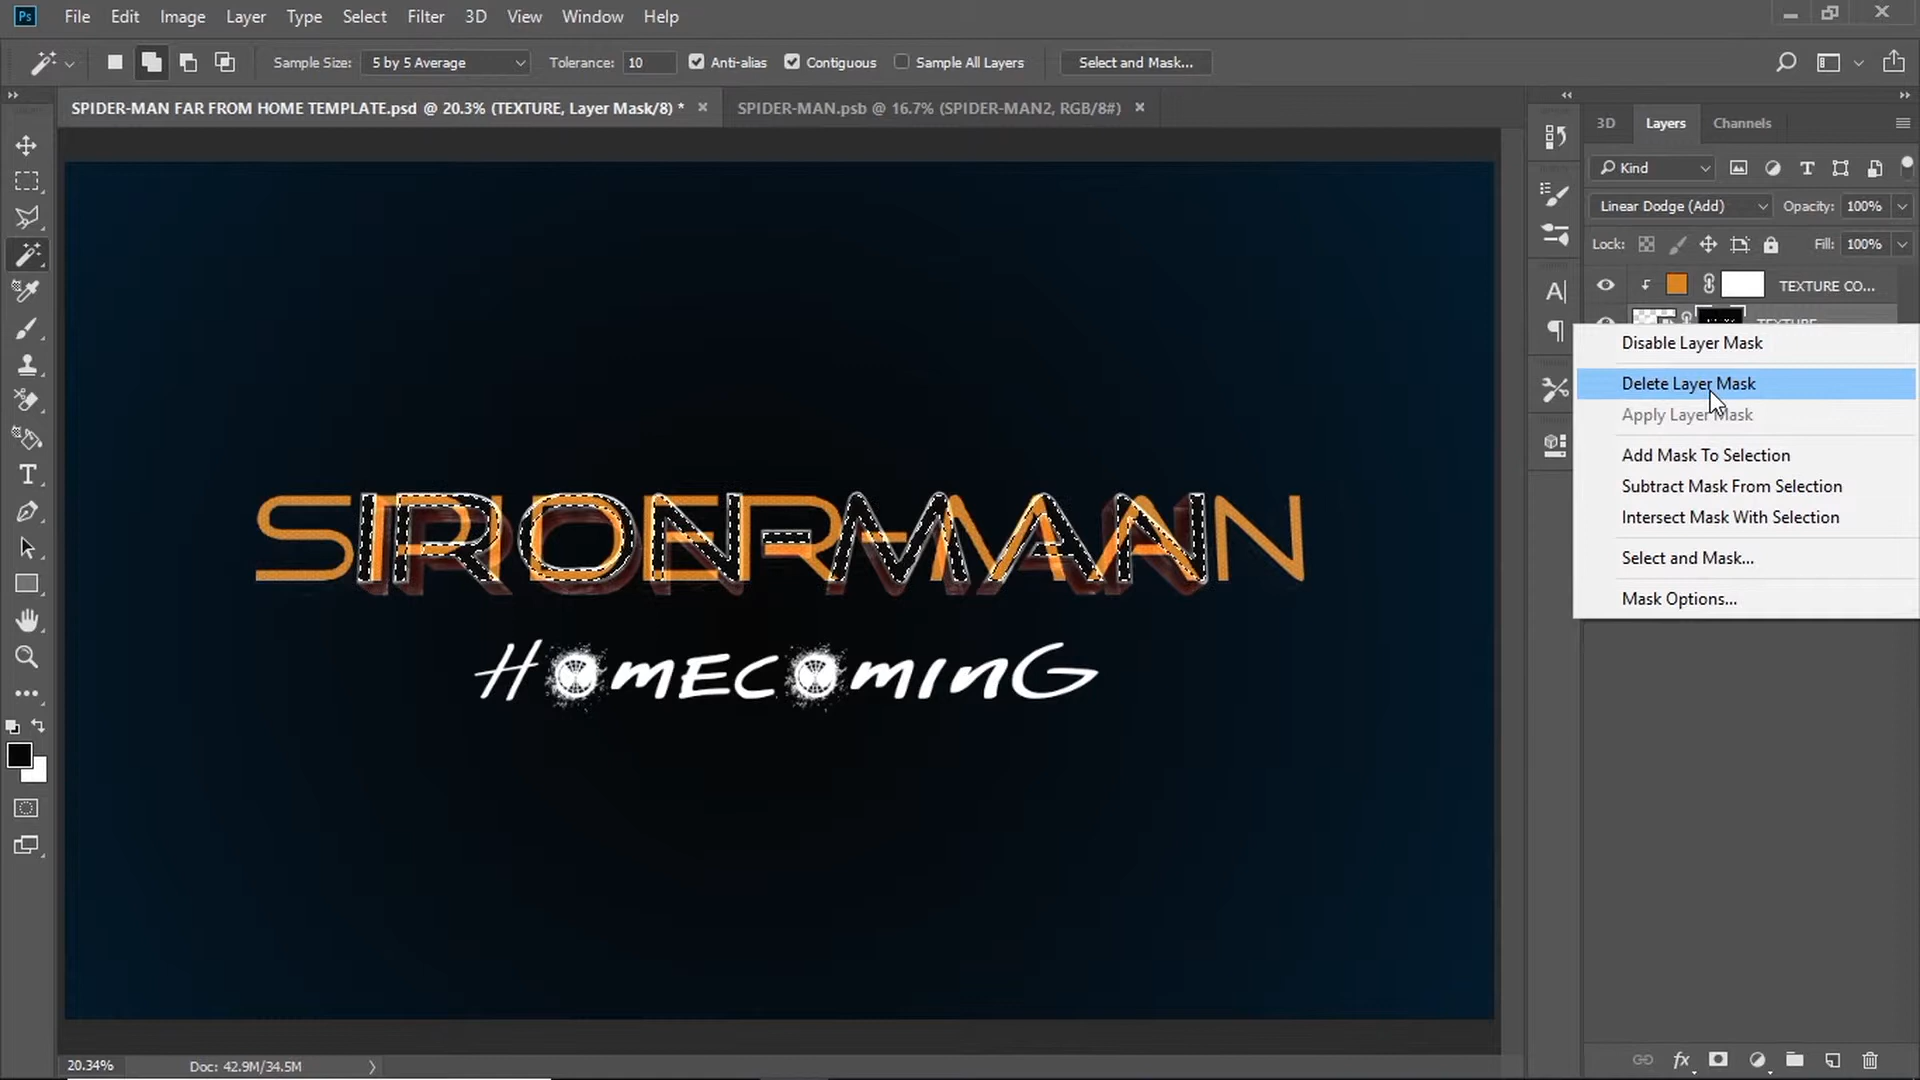 Ps File Edit Image Layer Type Select Filter 3D View Window Help
Sample Size: 5 by 5 Average Tolerance: 10 Anti-alias Contiguous Sample All Layers Select and Mask...
SPIDER-MAN FAR FROM HOME TEMPLATE.psd @ 20.3% (TEXTURE, Layer Mask/8) * SPIDER-MAN.psb @ 16.7% (SPIDER-MAN2, RGB/8#)
3D Layers Channels
Kind
Linear Dodge (Add) Opacity: 100%
Lock: Fill: 100%
TEXTURE CO...
TEXTURE
Disable Layer Mask
Delete Layer Mask
Apply Layer Mask
Add Mask To Selection
Subtract Mask From Selection
Intersect Mask With Selection
Select and Mask...
Mask Options...
SPIDER-MAN
IRON-MAN
HOMECOMING
20.34% Doc: 42.9M/34.5M